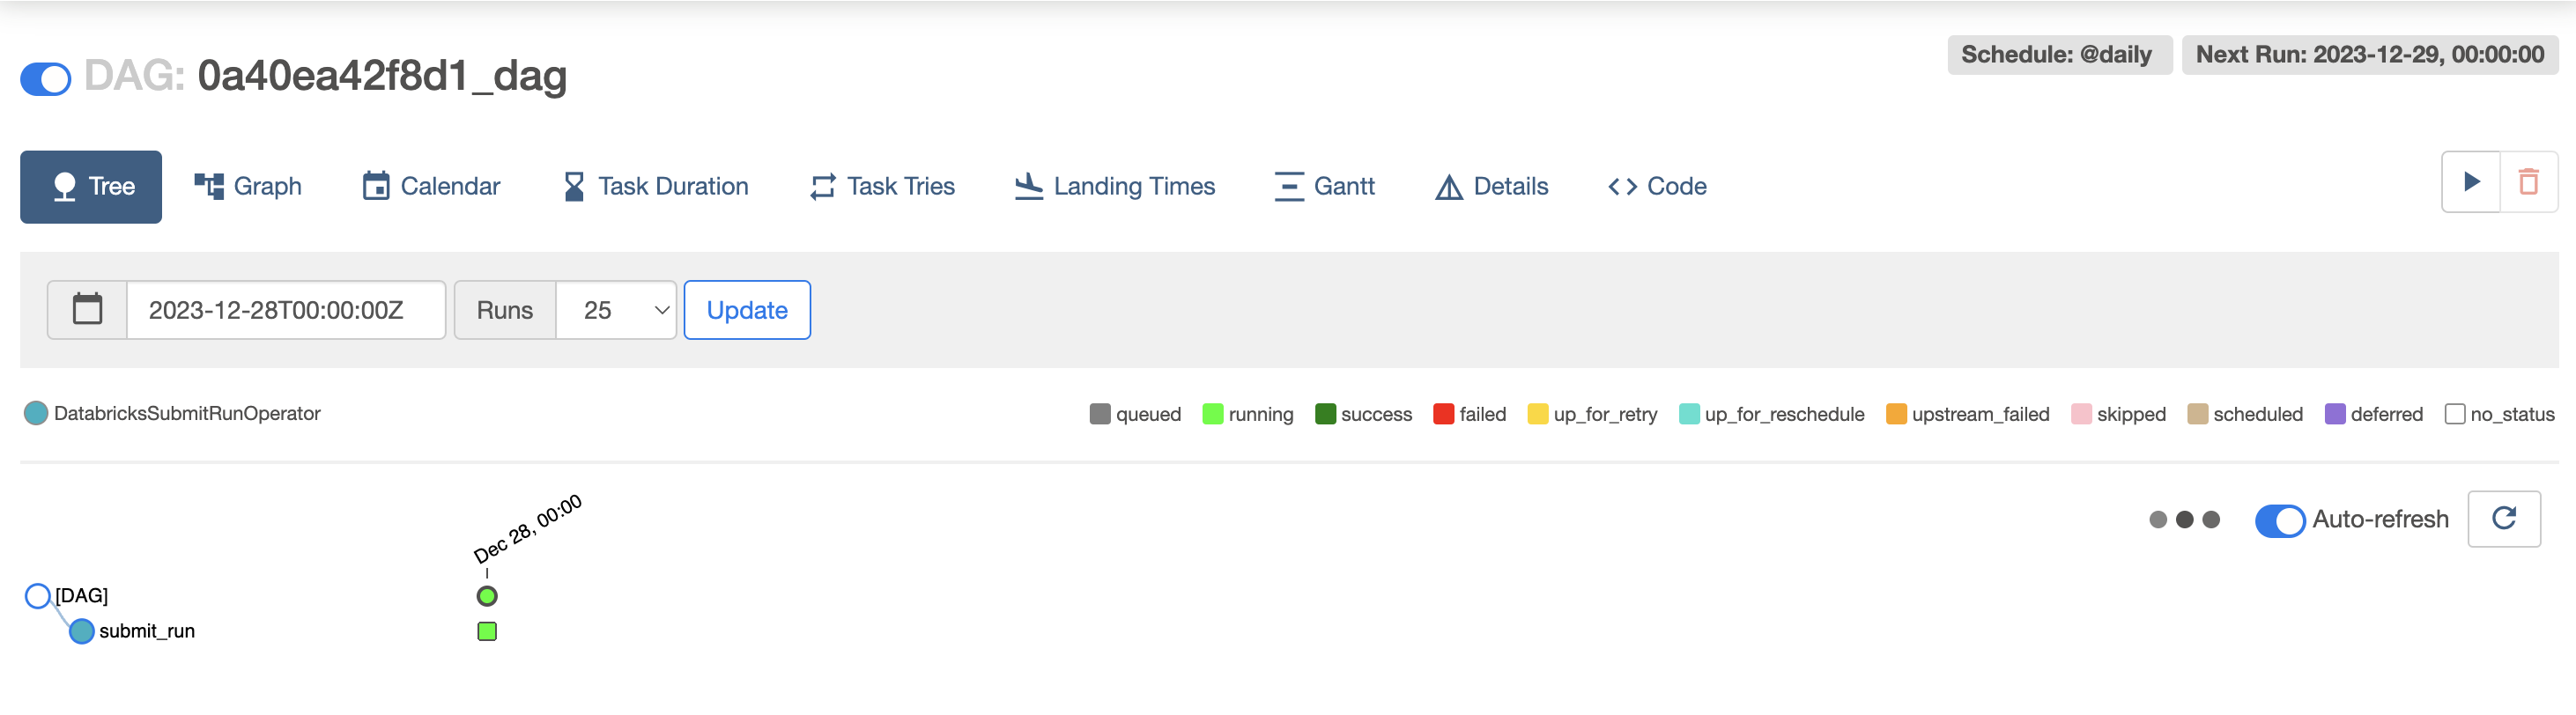 DAG: 0a40ea42f8d1_dag
Schedule: @daily
Next Run: 2023-12-29, 00:00:00
Tree
Graph
Calendar
Task Duration
Task Tries
Landing Times
Gantt
Details
Code
2023-12-28T00:00:00Z
Runs
25
Update
DatabricksSubmitRunOperator
queued
running
success
failed
up_for_retry
up_for_reschedule
upstream_failed
skipped
scheduled
deferred
no_status
Auto-refresh
Dec 28, 00:00
[DAG]
submit_run